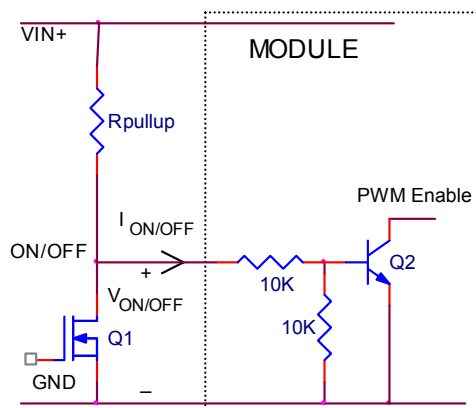 VIN+
MODULE
Rpullup
PWM Enable
I ON/OFF
ON/OFF
+
Q2
10K
V ON/OFF
10K
Q1
GND
–